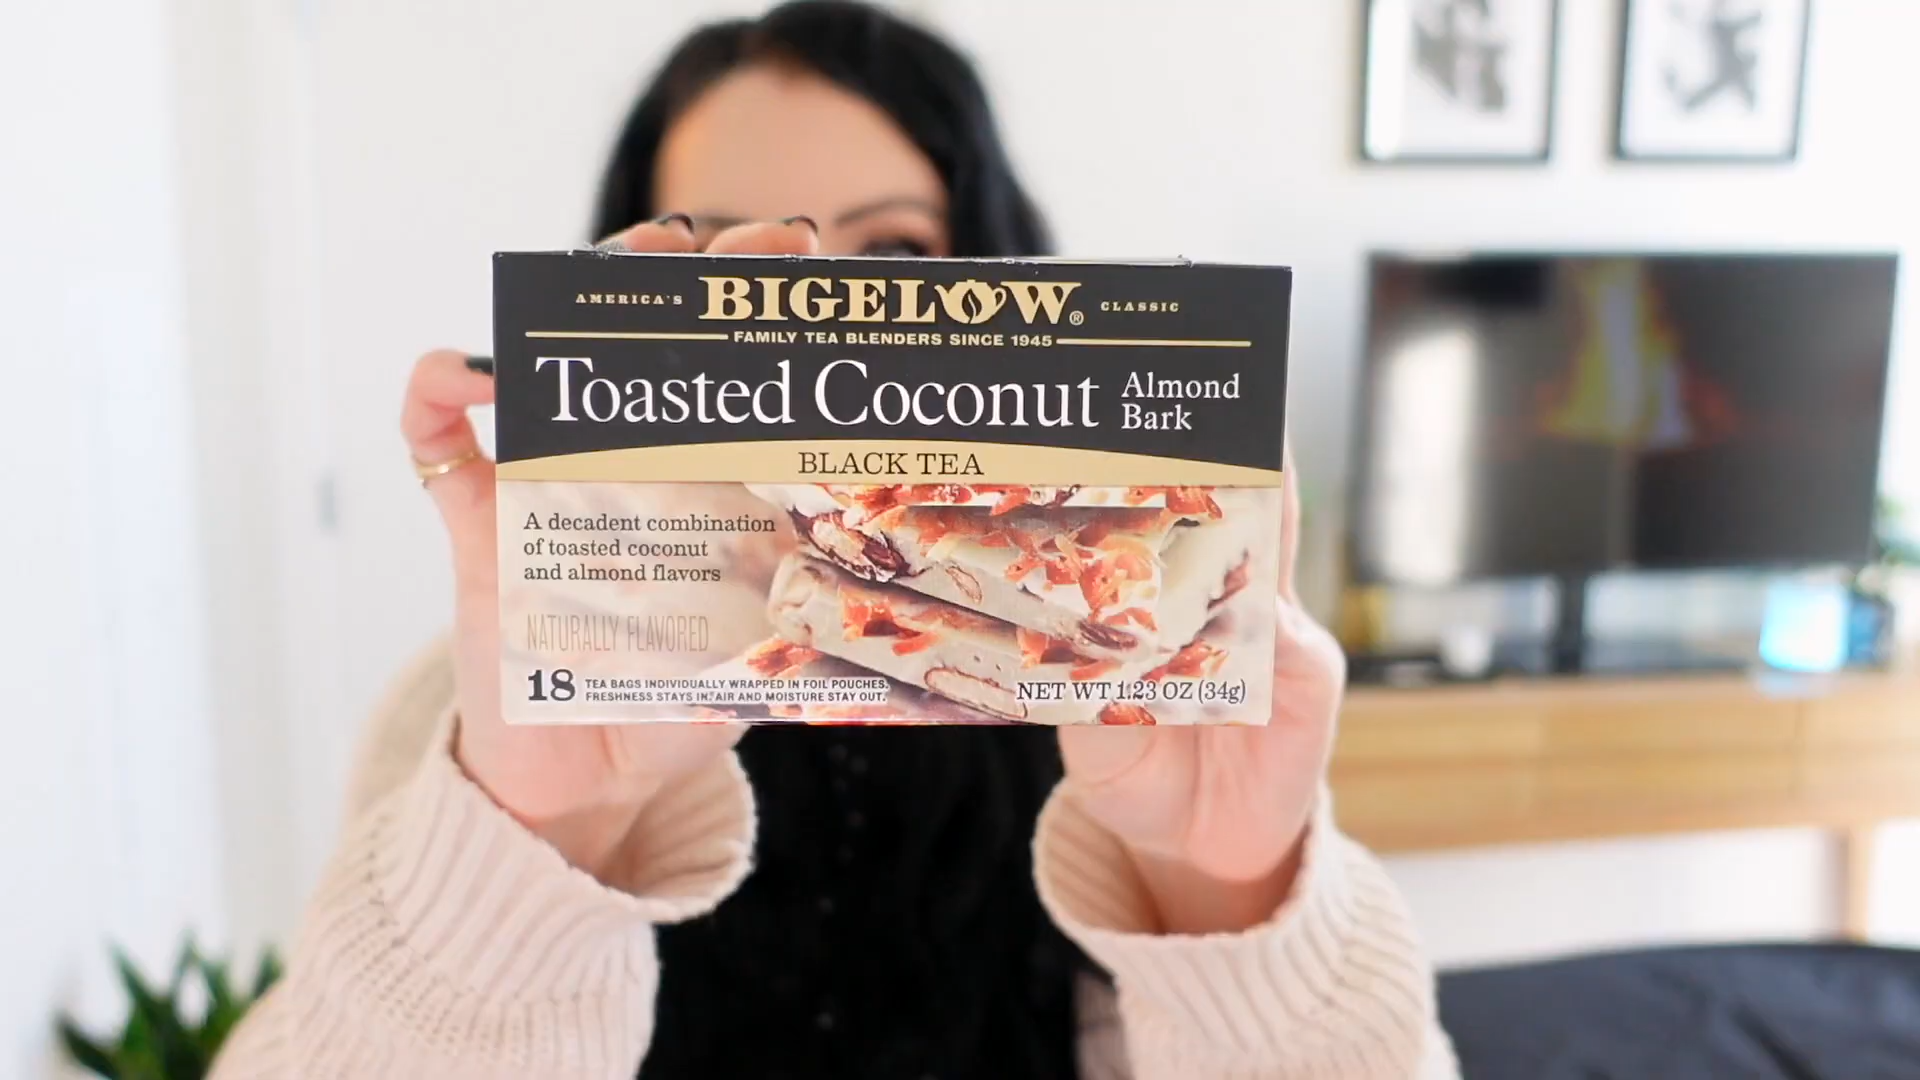 AMERICA'S BIGELOW® CLASSIC
FAMILY TEA BLENDERS SINCE 1945
Toasted Coconut Almond Bark
BLACK TEA
A decadent combination
of toasted coconut
and almond flavors
NATURALLY FLAVORED
18 TEA BAGS INDIVIDUALLY WRAPPED IN FOIL POUCHES.
FRESHNESS STAYS IN. AIR AND MOISTURE STAY OUT.
NET WT 1.23 OZ (34g)